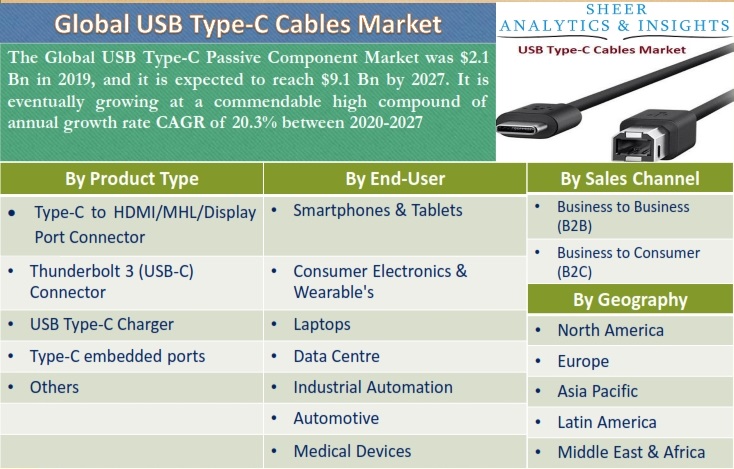 Global USB Type-C Cables Market
SHEER
ANALYTICS & INSIGHTS
USB Type-C Cables Market
The Global USB Type-C Passive Component Market was $2.1
Bn in 2019, and it is expected to reach $9.1 Bn by 2027. It is
eventually growing at a commendable high compound of
annual growth rate CAGR of 20.3% between 2020-2027
By Product Type
• Type-C to HDMI/MHL/Display
Port Connector
• Thunderbolt 3 (USB-C)
Connector
• USB Type-C Charger
• Type-C embedded ports
• Others
By End-User
• Smartphones & Tablets
• Consumer Electronics &
Wearable's
• Laptops
• Data Centre
• Industrial Automation
• Automotive
• Medical Devices
By Sales Channel
• Business to Business
(B2B)
• Business to Consumer
(B2C)
By Geography
• North America
• Europe
• Asia Pacific
• Latin America
• Middle East & Africa